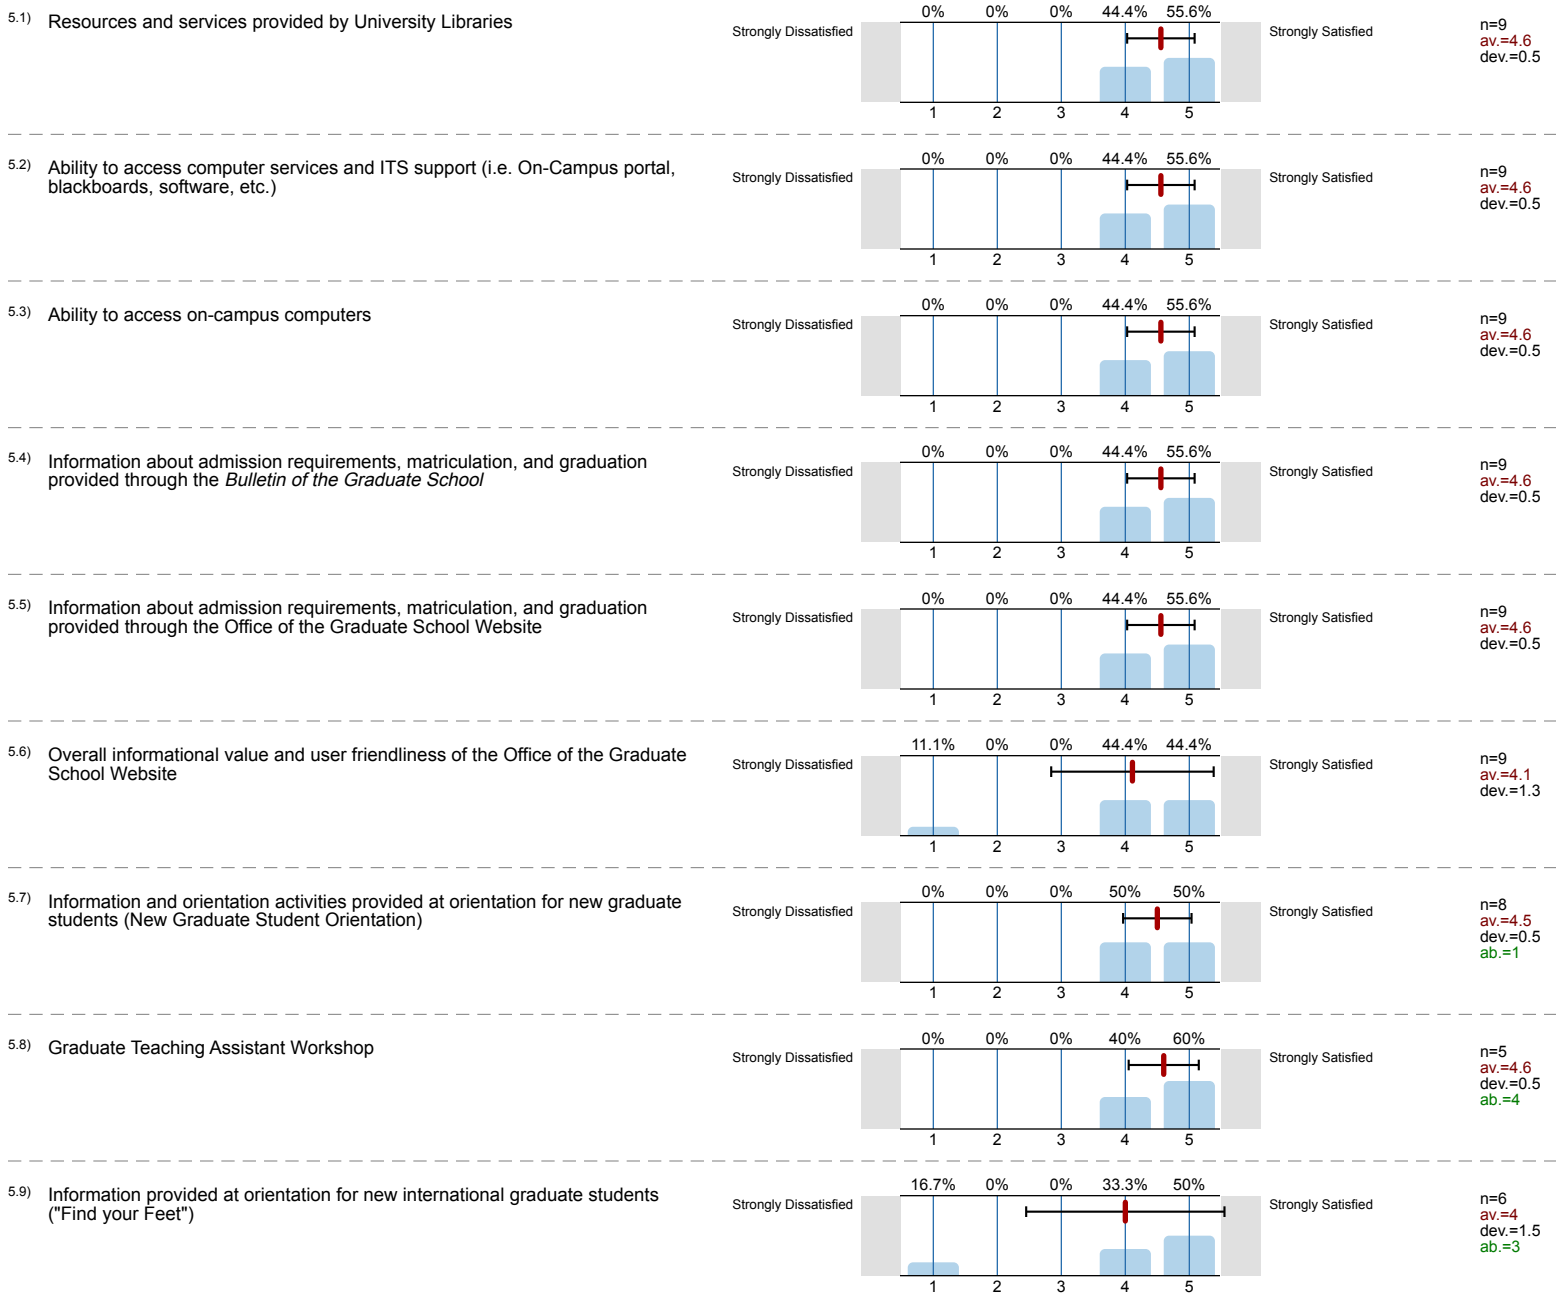 5.1) Resources and services provided by University Libraries
0% 0% 0% 44.4% 55.6%
Strongly Dissatisfied Strongly Satisfied
n=9
av.=4.6
dev.=0.5
1 2 3 4 5
5.2) Ability to access computer services and ITS support (i.e. On-Campus portal,
blackboards, software, etc.)
0% 0% 0% 44.4% 55.6%
Strongly Dissatisfied Strongly Satisfied
n=9
av.=4.6
dev.=0.5
1 2 3 4 5
5.3) Ability to access on-campus computers
0% 0% 0% 44.4% 55.6%
Strongly Dissatisfied Strongly Satisfied
n=9
av.=4.6
dev.=0.5
1 2 3 4 5
5.4) Information about admission requirements, matriculation, and graduation
provided through the Bulletin of the Graduate School
0% 0% 0% 44.4% 55.6%
Strongly Dissatisfied Strongly Satisfied
n=9
av.=4.6
dev.=0.5
1 2 3 4 5
5.5) Information about admission requirements, matriculation, and graduation
provided through the Office of the Graduate School Website
0% 0% 0% 44.4% 55.6%
Strongly Dissatisfied Strongly Satisfied
n=9
av.=4.6
dev.=0.5
1 2 3 4 5
5.6) Overall informational value and user friendliness of the Office of the Graduate
School Website
11.1% 0% 0% 44.4% 44.4%
Strongly Dissatisfied Strongly Satisfied
n=9
av.=4.1
dev.=1.3
1 2 3 4 5
5.7) Information and orientation activities provided at orientation for new graduate
students (New Graduate Student Orientation)
0% 0% 0% 50% 50%
Strongly Dissatisfied Strongly Satisfied
n=8
av.=4.5
dev.=0.5
ab.=1
1 2 3 4 5
5.8) Graduate Teaching Assistant Workshop
0% 0% 0% 40% 60%
Strongly Dissatisfied Strongly Satisfied
n=5
av.=4.6
dev.=0.5
ab.=4
1 2 3 4 5
5.9) Information provided at orientation for new international graduate students
("Find your Feet")
16.7% 0% 0% 33.3% 50%
Strongly Dissatisfied Strongly Satisfied
n=6
av.=4
dev.=1.5
ab.=3
1 2 3 4 5